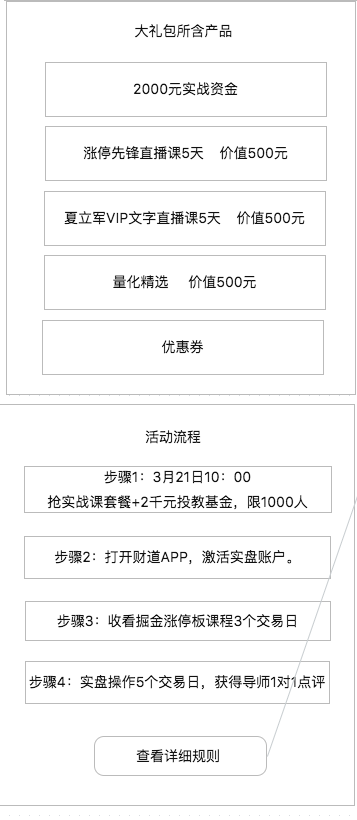 大礼包所含产品
2000元实战资金
涨停先锋直播课5天 价值500元
夏立军VIP文字直播课5天 价值500元
量化精选 价值500元
优惠券
活动流程
步骤1：3月21日10：00
抢实战课套餐+2千元投教基金，限1000人
步骤2：打开财道APP，激活实盘账户。
步骤3：收看掘金涨停板课程3个交易日
步骤4：实盘操作5个交易日，获得导师1对1点评
查看详细规则